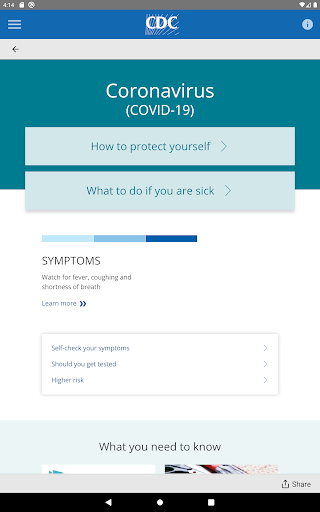 4:14
CDC
Coronavirus
(COVID-19)
How to protect yourself
What to do if you are sick
SYMPTOMS
Watch for fever, coughing and
shortness of breath
Learn more
Self-check your symptoms
Should you get tested
Higher risk
What you need to know
Share